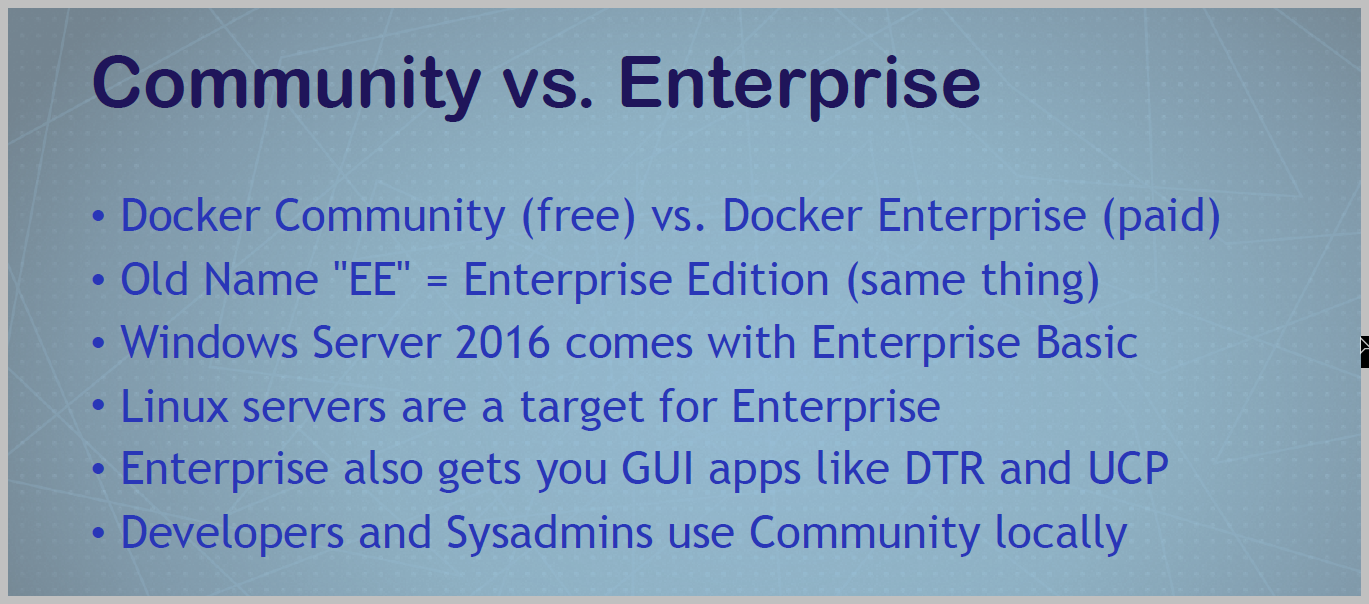 Community vs. Enterprise
• Docker Community (free) vs. Docker Enterprise (paid)
• Old Name "EE" = Enterprise Edition (same thing)
• Windows Server 2016 comes with Enterprise Basic
• Linux servers are a target for Enterprise
• Enterprise also gets you GUI apps like DTR and UCP
• Developers and Sysadmins use Community locally